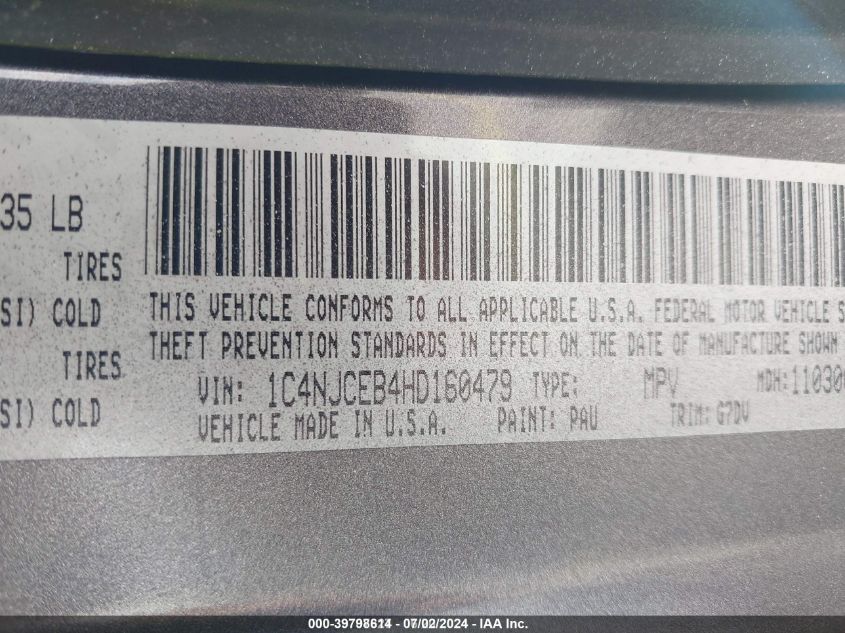 35 LB
TIRES
SI) COLD
TIRES
SI) COLD
THIS VEHICLE CONFORMS TO ALL APPLICABLE U.S.A. FEDERAL MOTOR VEHICLE S
THEFT PREVENTION STANDARDS IN EFFECT ON THE DATE OF MANUFACTURE SHOWN
VIN: 1C4NJCEB4HD160479 TYPE: MPV MDH: 11030
VEHICLE MADE IN U.S.A. PAINT: PAU TRIM: G7DV
000-39798614 - 07/02/2024 - IAA Inc.